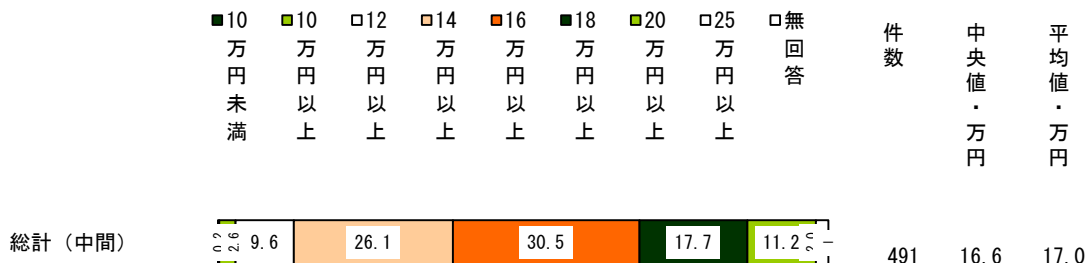 ■10万円未満
■10万円以上
□12万円以上
■14万円以上
■16万円以上
■18万円以上
■20万円以上
□25万円以上
□無回答
件数
中央値・万円
平均値・万円
総計（中間） 0.2 2.6 9.6 26.1 30.5 17.7 11.2 2.0 － 491 16.6 17.0